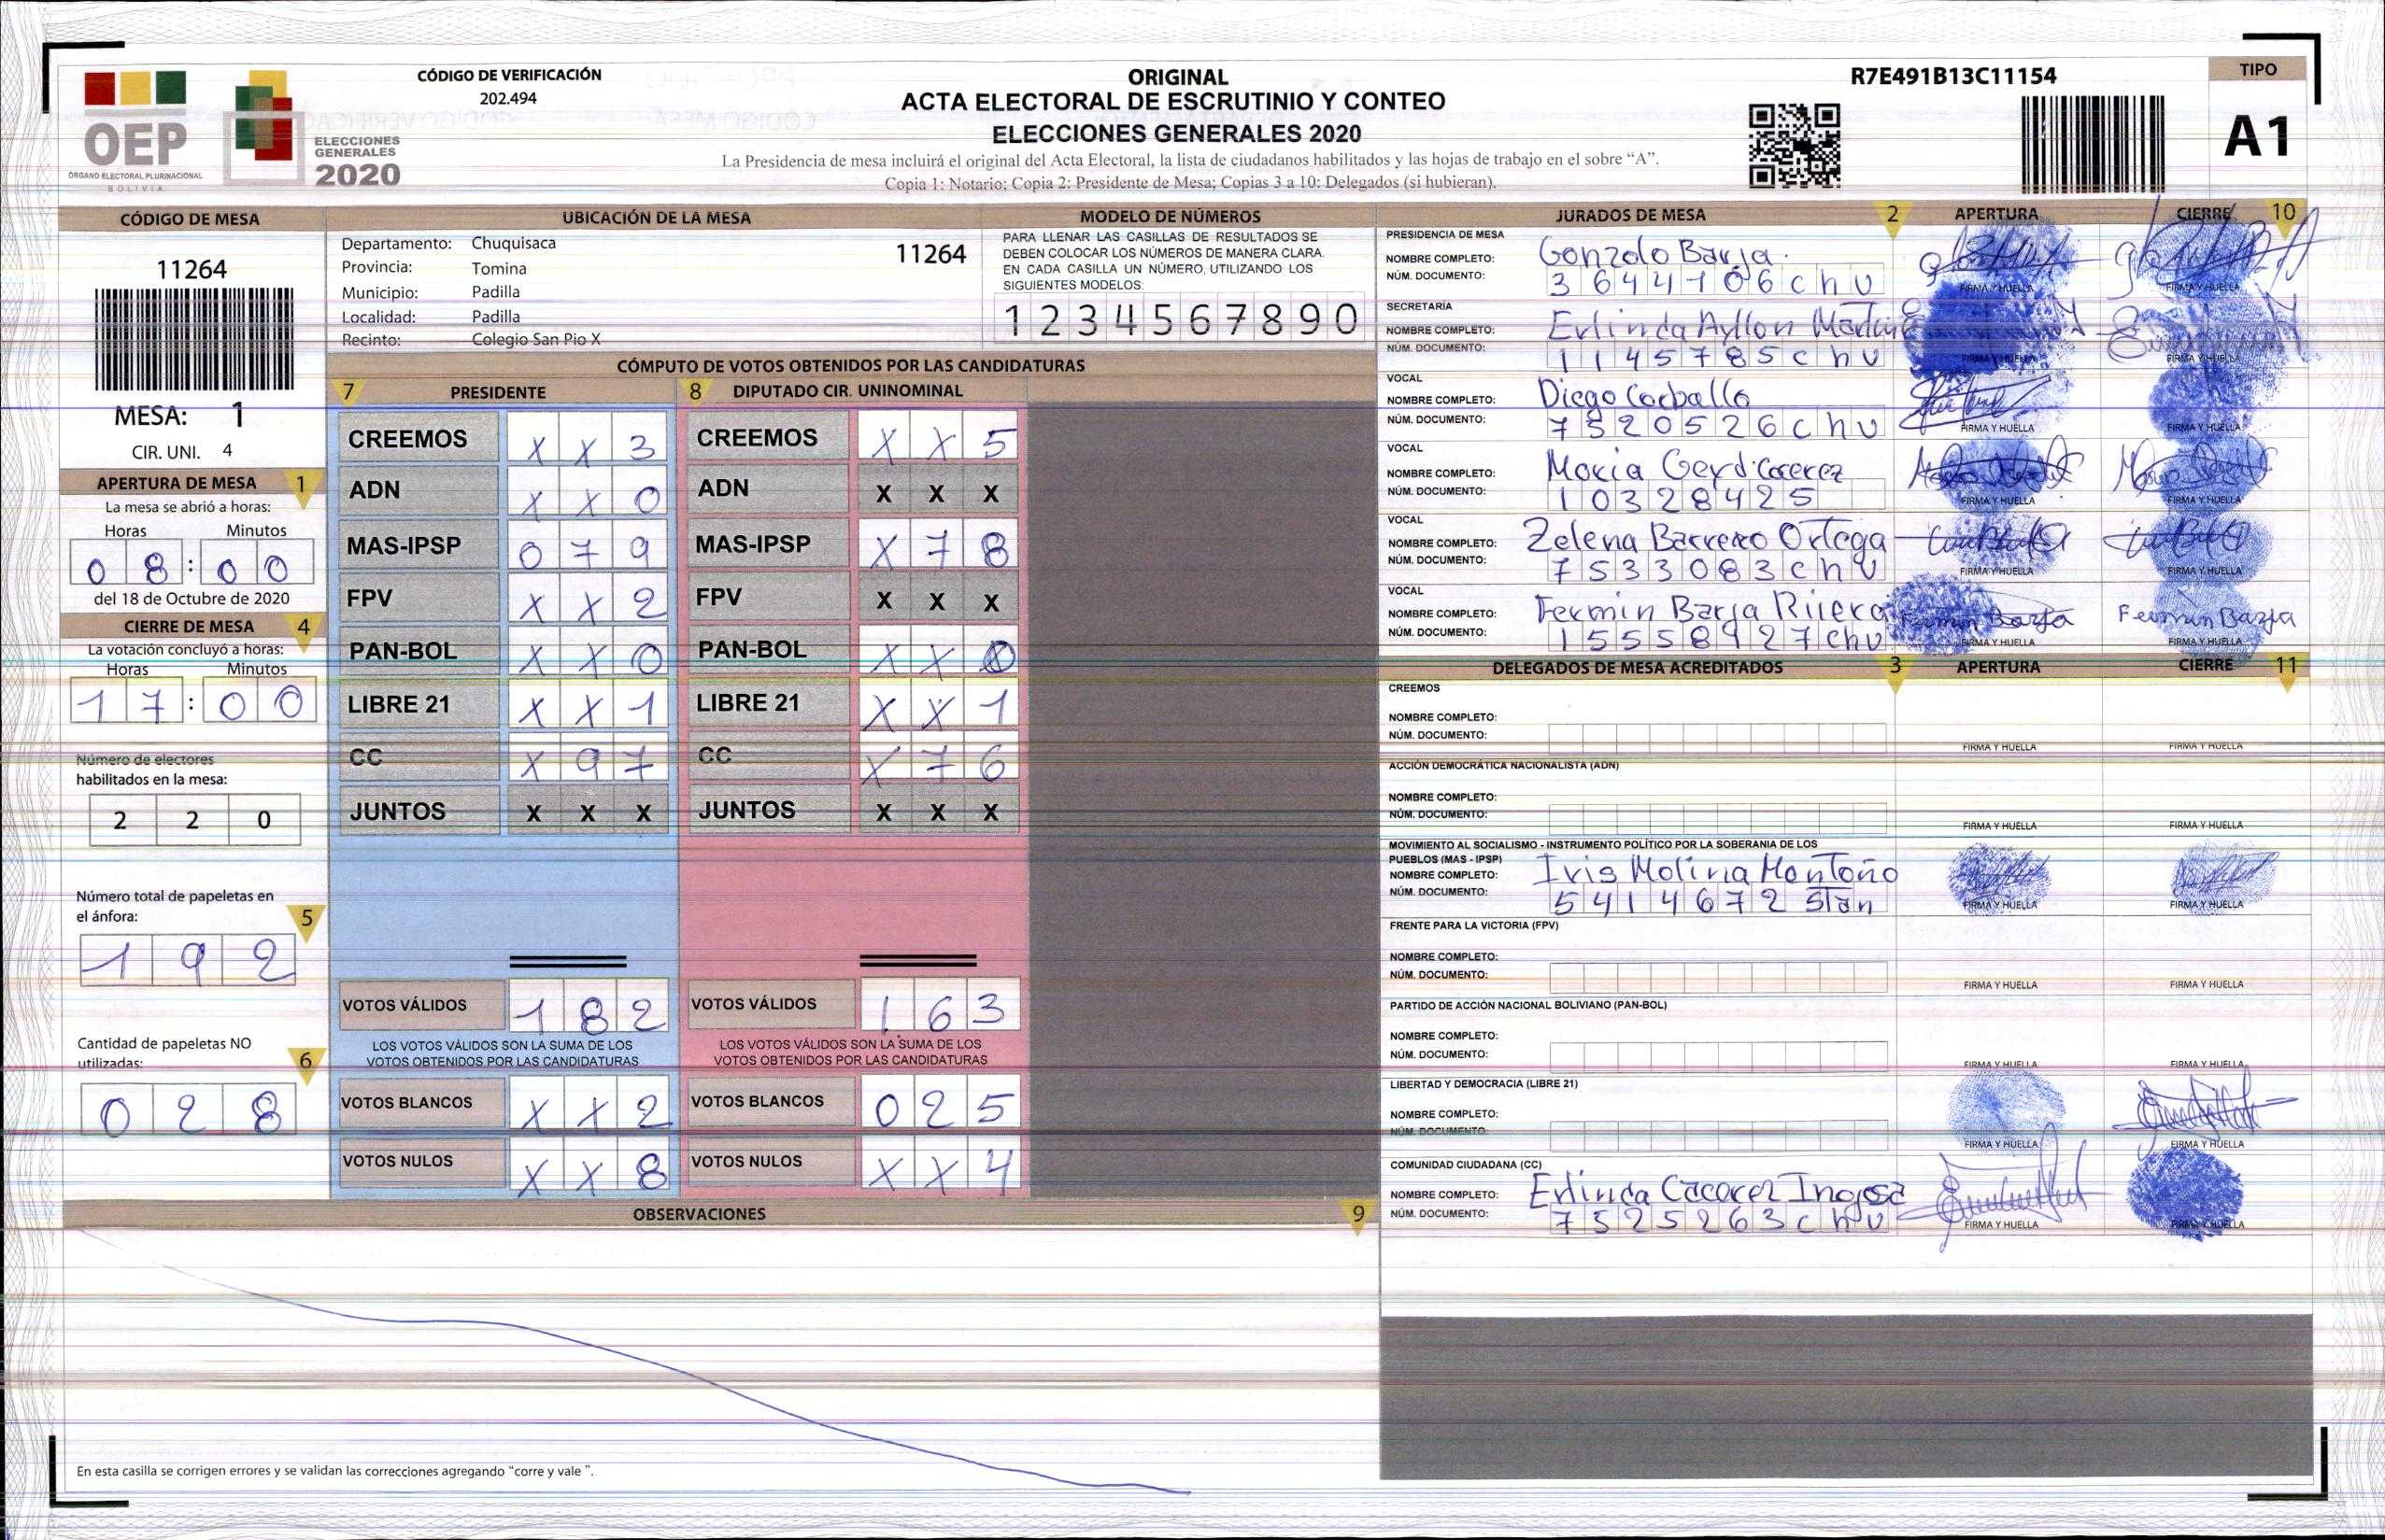 CÓDIGO DE VERIFICACIÓN
202.494
OEP
ÓRGANO ELECTORAL PLURINACIONAL
BOLIVIA
ELECCIONES
GENERALES
2020
ORIGINAL
ACTA ELECTORAL DE ESCRUTINIO Y CONTEO
ELECCIONES GENERALES 2020
La Presidencia de mesa incluirá el original del Acta Electoral, la lista de ciudadanos habilitados y las hojas de trabajo en el sobre “A”.
Copia 1: Notario; Copia 2: Presidente de Mesa; Copias 3 a 10: Delegados (si hubieran).
R7E491B13C11154
TIPO
A1
CÓDIGO DE MESA
11264
MESA: 1
CIR. UNI. 4
APERTURA DE MESA 1
La mesa se abrió a horas:
Horas Minutos
0 8 : 0 0
del 18 de Octubre de 2020
CIERRE DE MESA 4
La votación concluyó a horas:
Horas Minutos
1 7 : 0 0
Número de electores
habilitados en la mesa:
2 2 0
Número total de papeletas en
el ánfora: 5
1 9 2
Cantidad de papeletas NO
utilizadas: 6
0 2 8
UBICACIÓN DE LA MESA
Departamento: Chuquisaca 11264
Provincia: Tomina
Municipio: Padilla
Localidad: Padilla
Recinto: Colegio San Pio X
MODELO DE NÚMEROS
PARA LLENAR LAS CASILLAS DE RESULTADOS SE
DEBEN COLOCAR LOS NÚMEROS DE MANERA CLARA.
EN CADA CASILLA UN NÚMERO, UTILIZANDO LOS
SIGUIENTES MODELOS:
1 2 3 4 5 6 7 8 9 0
CÓMPUTO DE VOTOS OBTENIDOS POR LAS CANDIDATURAS
7 PRESIDENTE
CREEMOS X X 3
ADN X X 0
MAS-IPSP 0 7 9
FPV X X 2
PAN-BOL X X 0
LIBRE 21 X X 1
CC X 9 7
JUNTOS X X X
VOTOS VÁLIDOS 1 8 2
LOS VOTOS VÁLIDOS SON LA SUMA DE LOS
VOTOS OBTENIDOS POR LAS CANDIDATURAS
VOTOS BLANCOS X X 2
VOTOS NULOS X X 8
8 DIPUTADO CIR. UNINOMINAL
CREEMOS X X 5
ADN X X X
MAS-IPSP X 7 8
FPV X X X
PAN-BOL X X 0
LIBRE 21 X X 1
CC X 7 6
JUNTOS X X X
VOTOS VÁLIDOS 1 6 3
LOS VOTOS VÁLIDOS SON LA SUMA DE LOS
VOTOS OBTENIDOS POR LAS CANDIDATURAS
VOTOS BLANCOS 0 2 5
VOTOS NULOS X X 4
OBSERVACIONES 9
En esta casilla se corrigen errores y se validan las correcciones agregando “corre y vale ”.
JURADOS DE MESA 2 APERTURA CIERRE 10
PRESIDENCIA DE MESA
NOMBRE COMPLETO: Gonzalo Barja
NÚM. DOCUMENTO: 3644106chu
FIRMA Y HUELLA FIRMA Y HUELLA
SECRETARÍA
NOMBRE COMPLETO: Erlinda Ayllon
NÚM. DOCUMENTO: 1145785chu
FIRMA Y HUELLA FIRMA Y HUELLA
VOCAL
NOMBRE COMPLETO: Diego Carballo
NÚM. DOCUMENTO: 7520526chu
FIRMA Y HUELLA FIRMA Y HUELLA
VOCAL
NOMBRE COMPLETO: Maria
NÚM. DOCUMENTO: 10328425
FIRMA Y HUELLA FIRMA Y HUELLA
VOCAL
NOMBRE COMPLETO: Zelena Barrero Ortega
NÚM. DOCUMENTO: 7533083chu
FIRMA Y HUELLA FIRMA Y HUELLA
VOCAL
NOMBRE COMPLETO: Fermin Barja
NÚM. DOCUMENTO:
FIRMA Y HUELLA Fermin Barja FIRMA Y HUELLA
DELEGADOS DE MESA ACREDITADOS 3 APERTURA CIERRE 11
CREEMOS
NOMBRE COMPLETO:
NÚM. DOCUMENTO:
FIRMA Y HUELLA FIRMA Y HUELLA
ACCIÓN DEMOCRÁTICA NACIONALISTA (ADN)
NOMBRE COMPLETO:
NÚM. DOCUMENTO:
FIRMA Y HUELLA FIRMA Y HUELLA
MOVIMIENTO AL SOCIALISMO - INSTRUMENTO POLÍTICO POR LA SOBERANIA DE LOS
PUEBLOS (MAS - IPSP)
NOMBRE COMPLETO: Iris Molina Montaño
NÚM. DOCUMENTO: 5414672
FIRMA Y HUELLA FIRMA Y HUELLA
FRENTE PARA LA VICTORIA (FPV)
NOMBRE COMPLETO:
NÚM. DOCUMENTO:
FIRMA Y HUELLA FIRMA Y HUELLA
PARTIDO DE ACCIÓN NACIONAL BOLIVIANO (PAN-BOL)
NOMBRE COMPLETO:
NÚM. DOCUMENTO:
FIRMA Y HUELLA FIRMA Y HUELLA
LIBERTAD Y DEMOCRACIA (LIBRE 21)
NOMBRE COMPLETO:
NÚM. DOCUMENTO:
FIRMA Y HUELLA FIRMA Y HUELLA
COMUNIDAD CIUDADANA (CC)
NOMBRE COMPLETO: Erlinda
NÚM. DOCUMENTO: 7525263chu
FIRMA Y HUELLA FIRMA Y HUELLA